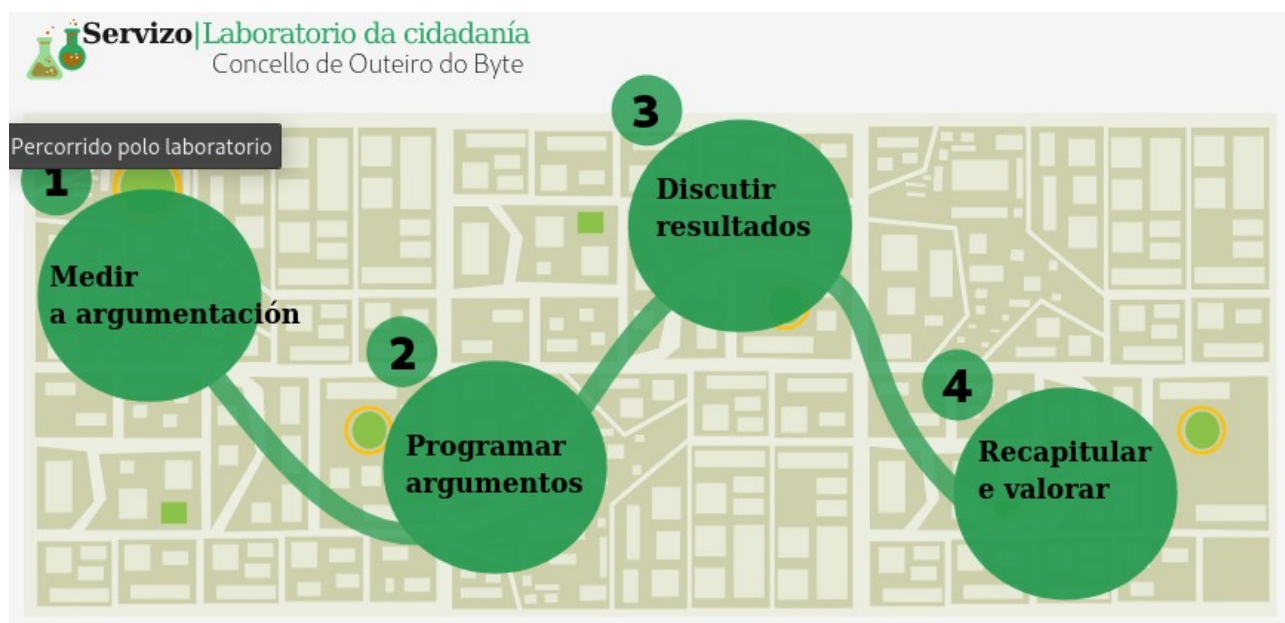 Servizo|Laboratorio da cidadanía
Concello de Outeiro do Byte
Percorrido polo laboratorio
1
Medir
a argumentación
2
Programar
argumentos
3
Discutir
resultados
4
Recapitular
e valorar